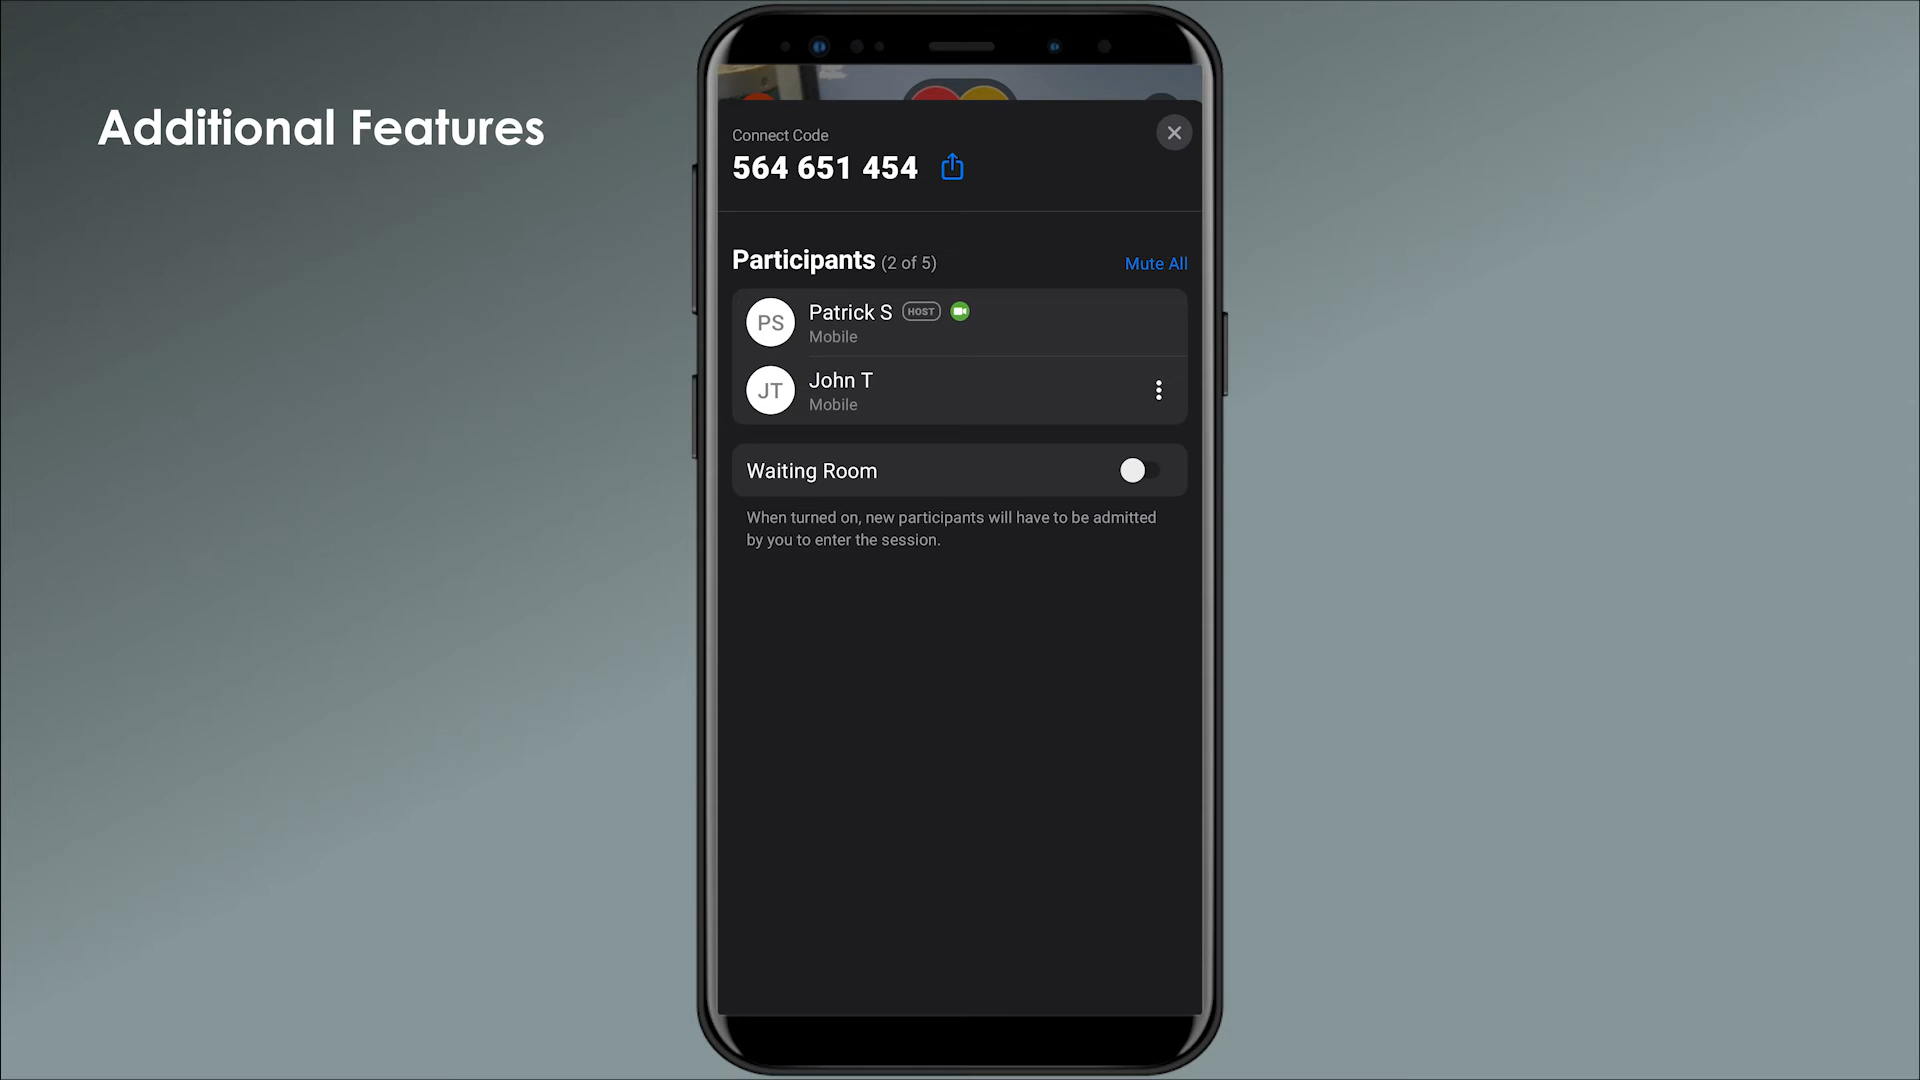 Additional Features
Connect Code
564 651 454
Participants (2 of 5)
Mute All
PS
Patrick S HOST
Mobile
JT
John T
Mobile
Waiting Room
When turned on, new participants will have to be admitted
by you to enter the session.